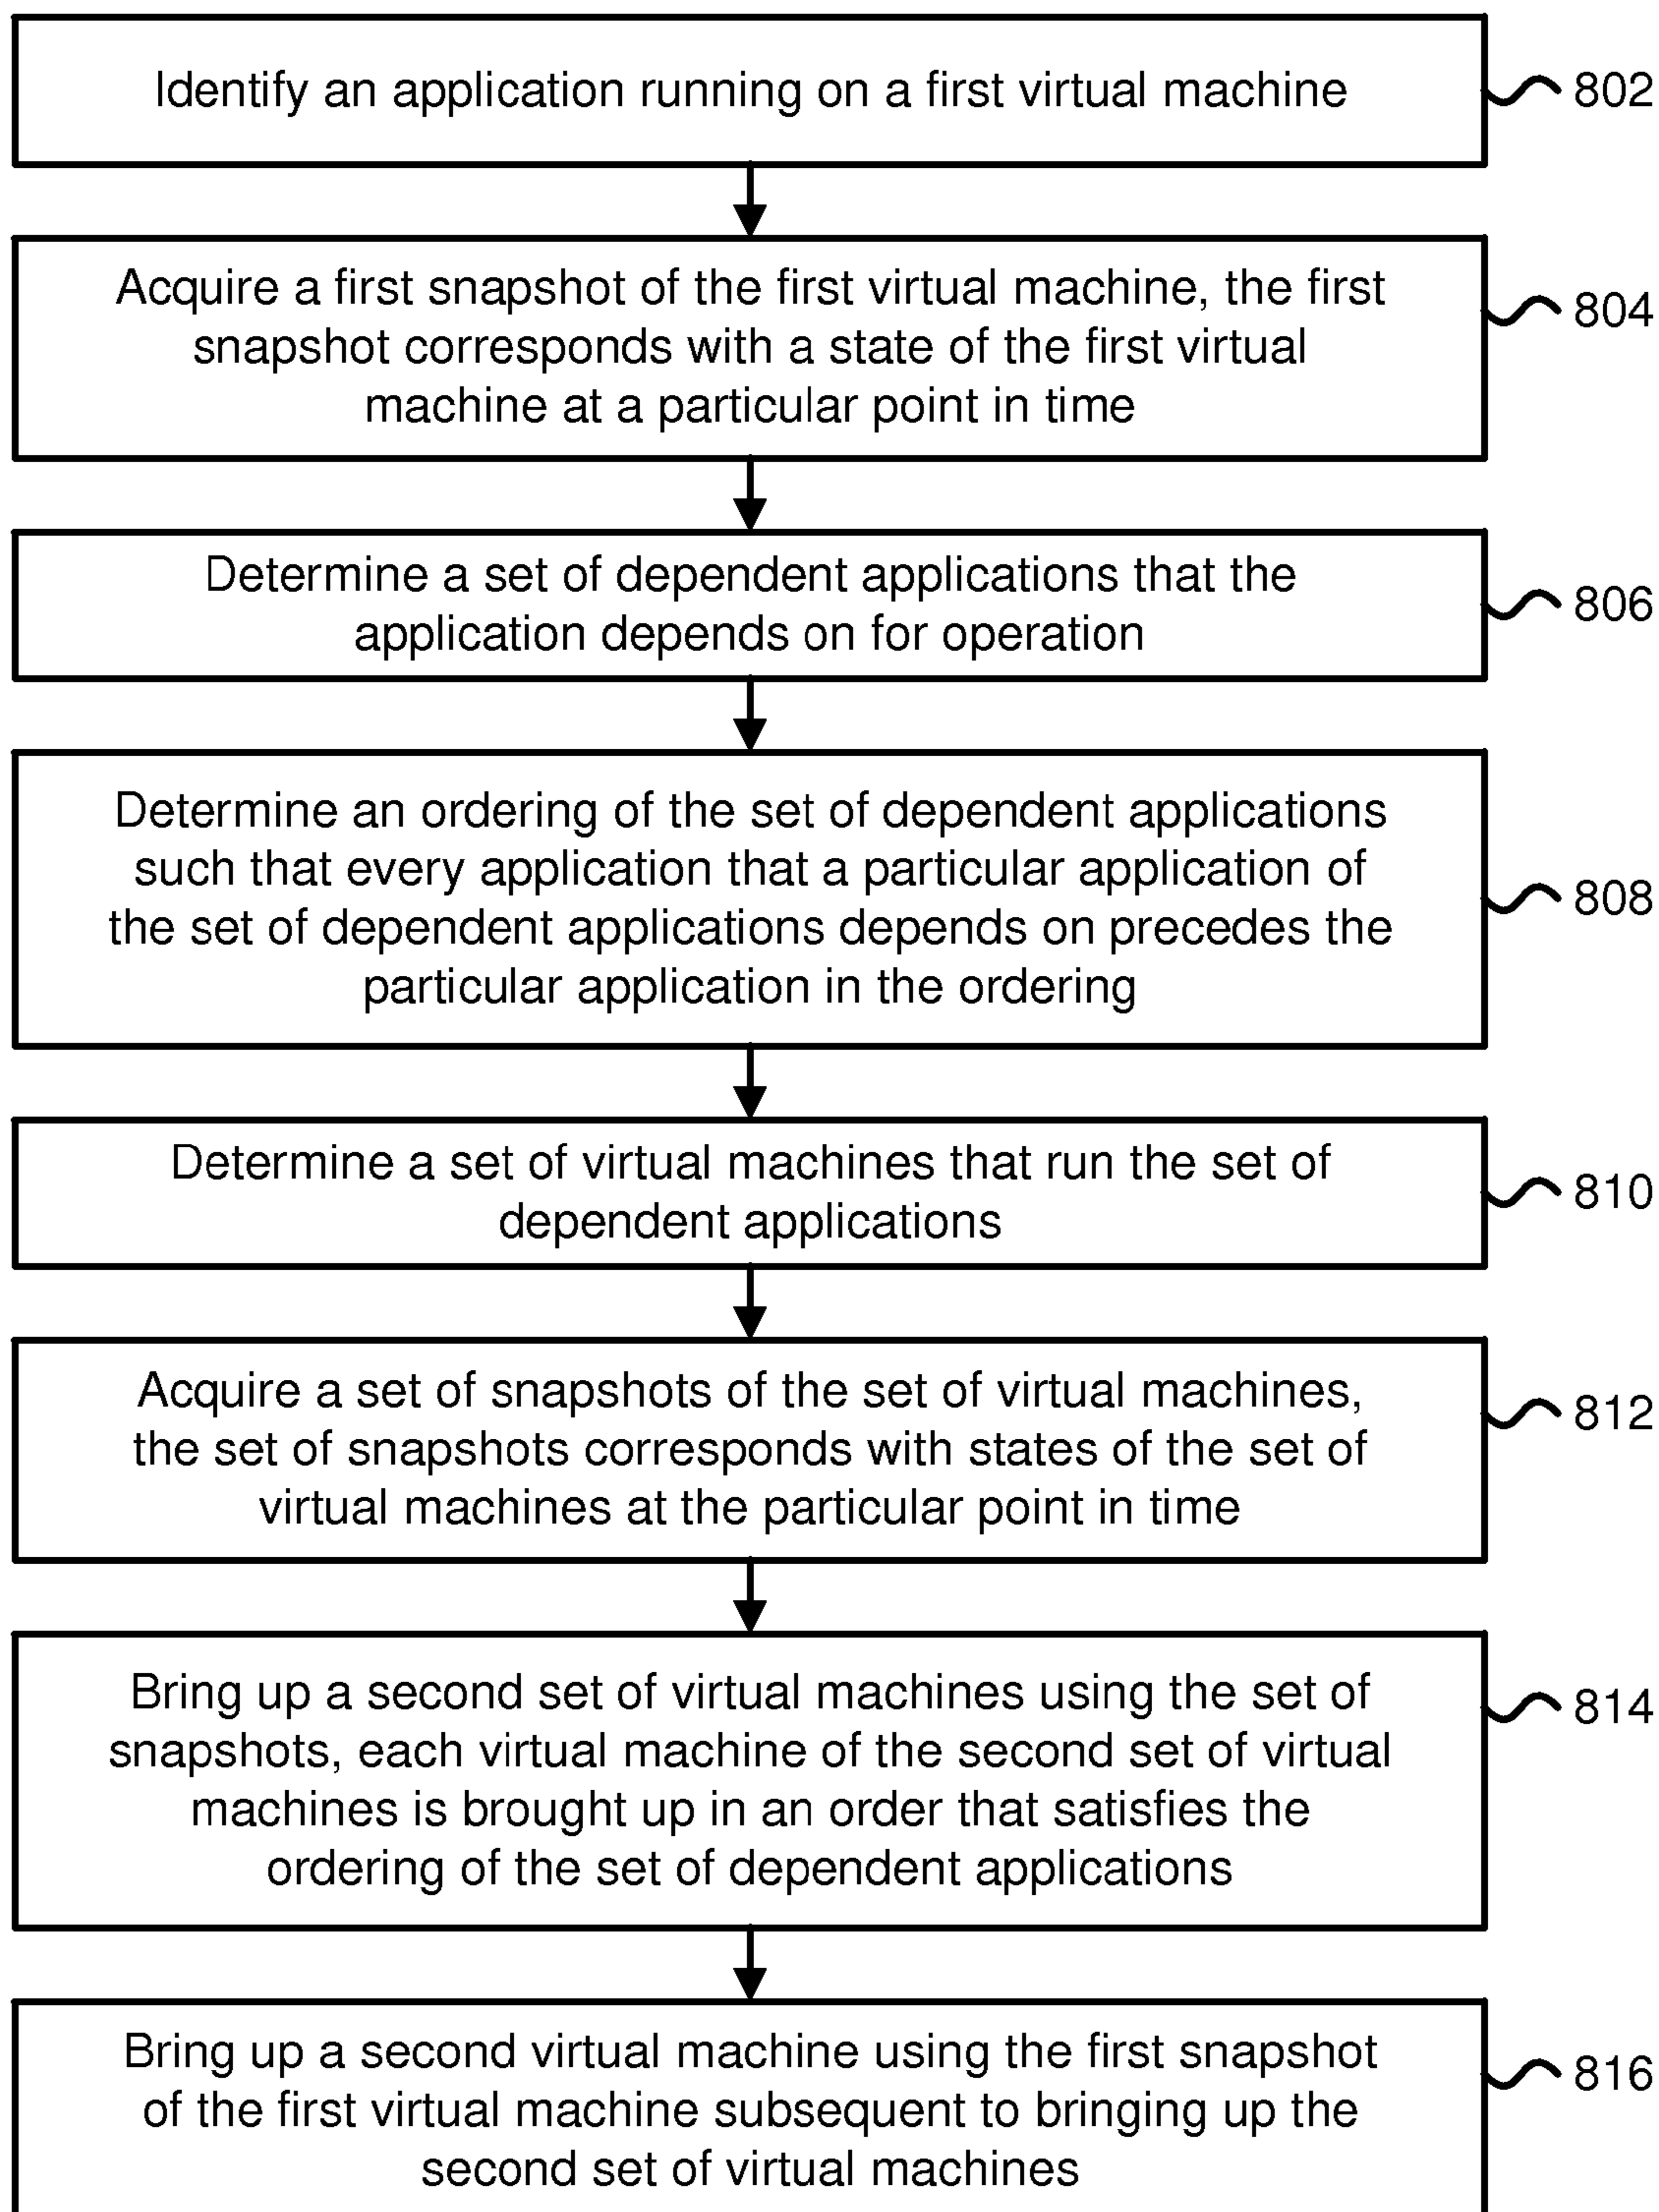 Identify an application running on a first virtual machine
802
Acquire a first snapshot of the first virtual machine, the first
snapshot corresponds with a state of the first virtual
machine at a particular point in time
804
Determine a set of dependent applications that the
application depends on for operation
806
Determine an ordering of the set of dependent applications
such that every application that a particular application of
the set of dependent applications depends on precedes the
particular application in the ordering
808
Determine a set of virtual machines that run the set of
dependent applications
810
Acquire a set of snapshots of the set of virtual machines,
the set of snapshots corresponds with states of the set of
virtual machines at the particular point in time
812
Bring up a second set of virtual machines using the set of
snapshots, each virtual machine of the second set of virtual
machines is brought up in an order that satisfies the
ordering of the set of dependent applications
814
Bring up a second virtual machine using the first snapshot
of the first virtual machine subsequent to bringing up the
second set of virtual machines
816